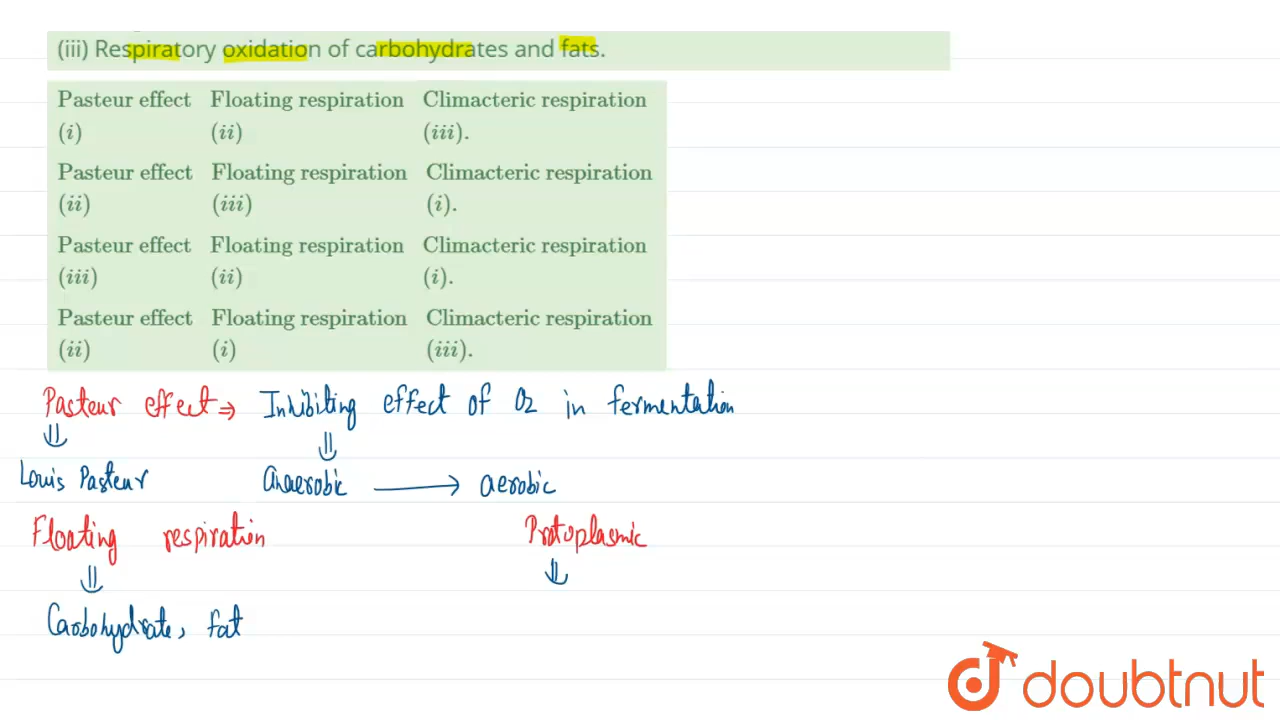 (iii) Respiratory oxidation of carbohydrates and fats.
Pasteur effect Floating respiration Climacteric respiration
(i) (ii) (iii).
Pasteur effect Floating respiration Climacteric respiration
(ii) (iii) (i).
Pasteur effect Floating respiration Climacteric respiration
(iii) (ii) (i).
Pasteur effect Floating respiration Climacteric respiration
(ii) (i) (iii).
Pasteur effect ⇒ Inhibiting effect of O2 in fermentation
⇓ ⇓
Louis Pasteur Anaerobic ⟶ aerobic
Floating respiration Protoplasmic
⇓ ⇓
Carbohydrate, fat
doubtnut